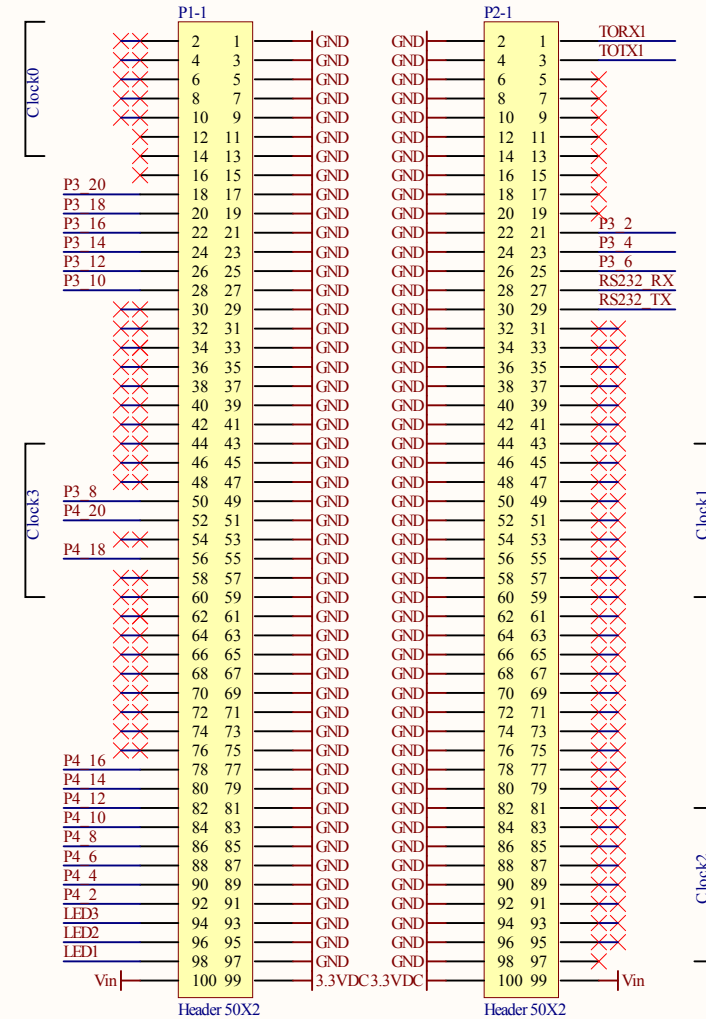 P1-1 P2-1
2 1 GND GND 2 1 TORX1
4 3 GND GND 4 3 TOTX1
6 5 GND GND 6 5
8 7 GND GND 8 7
Clock0
10 9 GND GND 10 9
12 11 GND GND 12 11
14 13 GND GND 14 13
16 15 GND GND 16 15
P3_20 18 17 GND GND 18 17
P3_18 20 19 GND GND 20 19
P3_16 22 21 GND GND 22 21 P3_2
P3_14 24 23 GND GND 24 23 P3_4
P3_12 26 25 GND GND 26 25 P3_6
P3_10 28 27 GND GND 28 27 RS232_RX
30 29 GND GND 30 29 RS232_TX
32 31 GND GND 32 31
34 33 GND GND 34 33
36 35 GND GND 36 35
38 37 GND GND 38 37
40 39 GND GND 40 39
42 41 GND GND 42 41
44 43 GND GND 44 43
46 45 GND GND 46 45
48 47 GND GND 48 47
P3_8 50 49 GND GND 50 49
Clock3
Clock1
P4_20 52 51 GND GND 52 51
54 53 GND GND 54 53
P4_18 56 55 GND GND 56 55
58 57 GND GND 58 57
60 59 GND GND 60 59
62 61 GND GND 62 61
64 63 GND GND 64 63
66 65 GND GND 66 65
68 67 GND GND 68 67
70 69 GND GND 70 69
72 71 GND GND 72 71
74 73 GND GND 74 73
76 75 GND GND 76 75
P4_16 78 77 GND GND 78 77
P4_14 80 79 GND GND 80 79
P4_12 82 81 GND GND 82 81
P4_10 84 83 GND GND 84 83
P4_8 86 85 GND GND 86 85
P4_6 88 87 GND GND 88 87
Clock2
P4_4 90 89 GND GND 90 89
P4_2 92 91 GND GND 92 91
LED3 94 93 GND GND 94 93
LED2 96 95 GND GND 96 95
LED1 98 97 GND GND 98 97
Vin 100 99 3.3VDC 3.3VDC 100 99 Vin
Header 50X2 Header 50X2